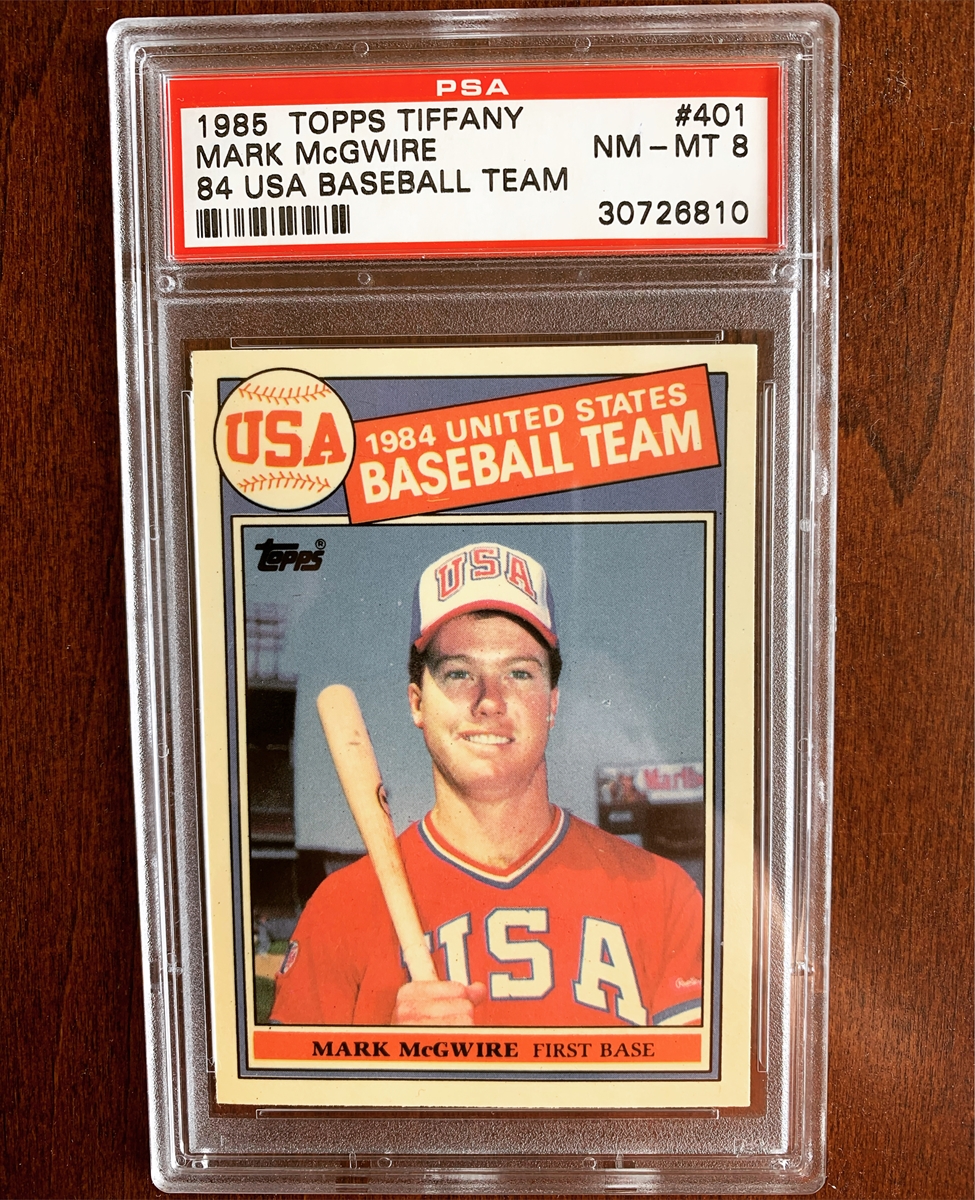 PSA
1985 TOPPS TIFFANY #401
MARK McGWIRE NM-MT 8
84 USA BASEBALL TEAM
30726810
USA
1984 UNITED STATES
BASEBALL TEAM
topps®
USA
Marlb
USA
MARK McGWIRE FIRST BASE